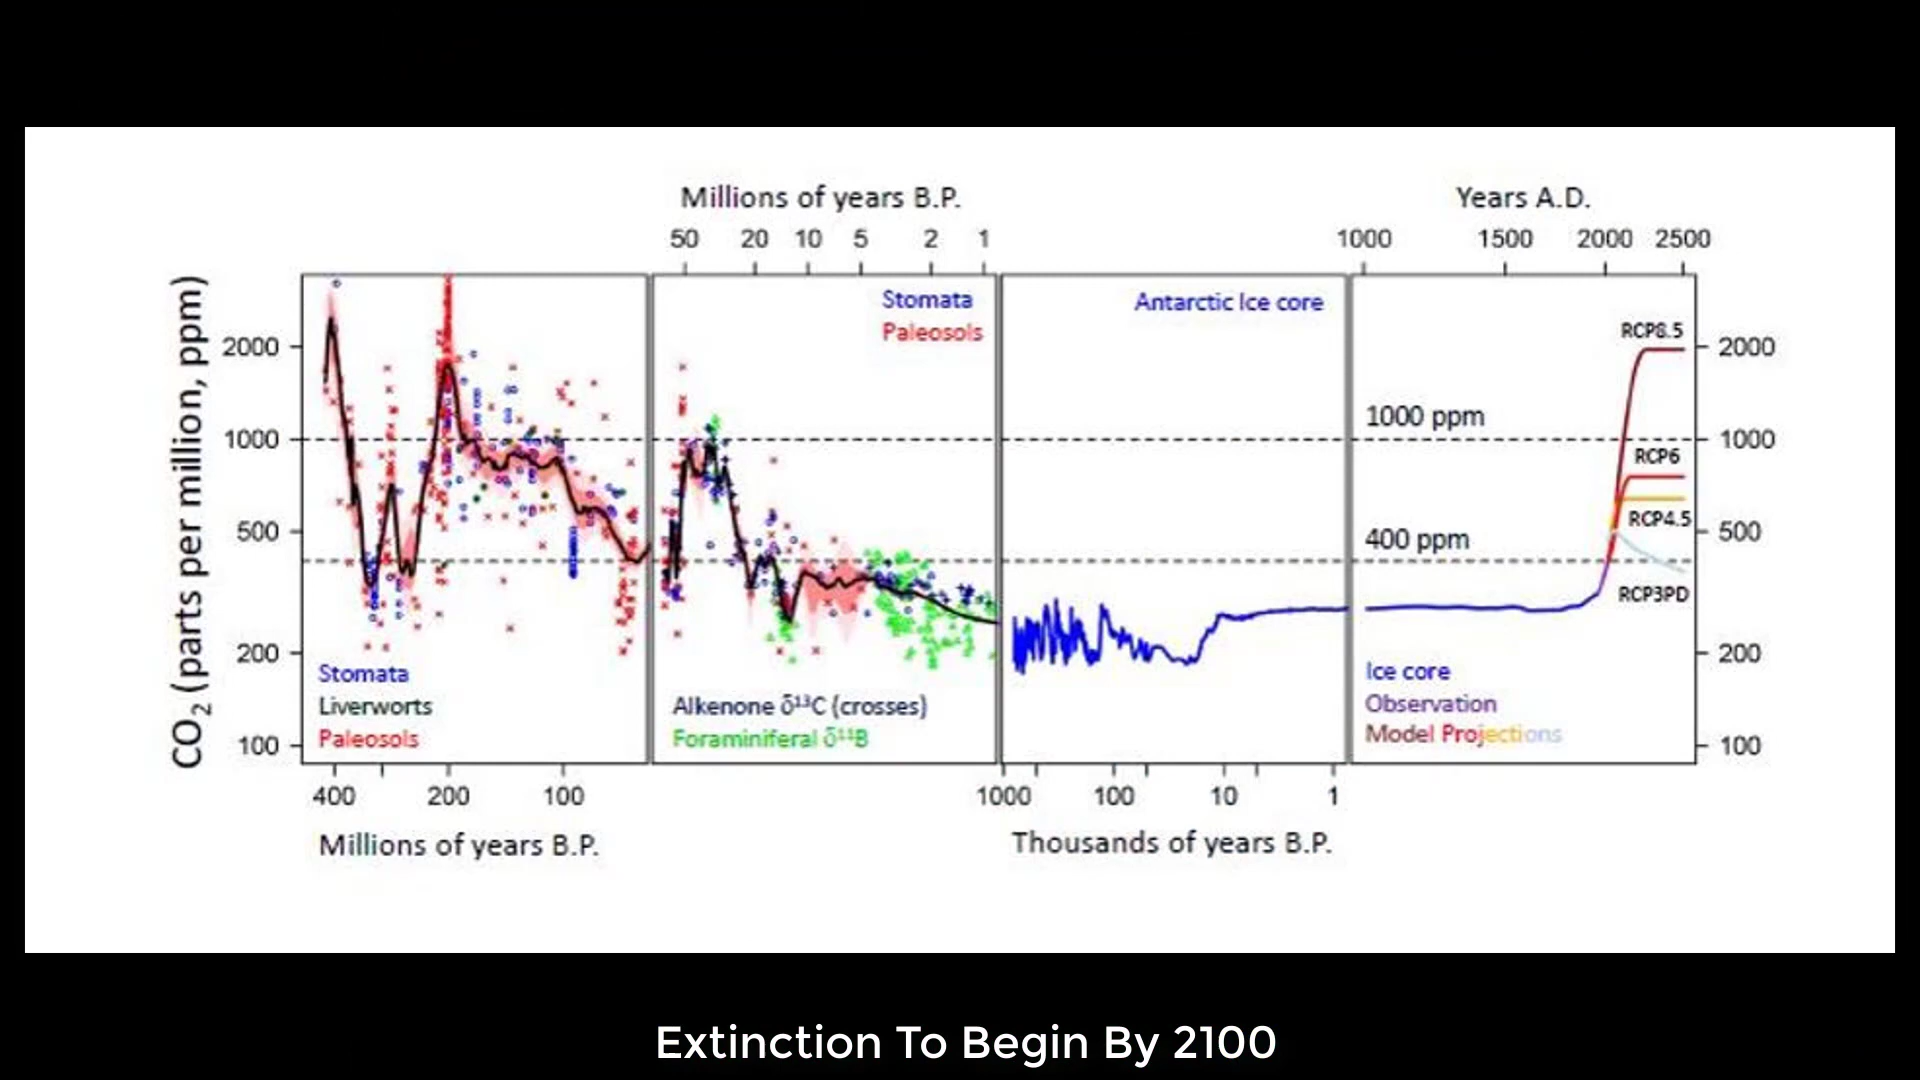 Millions of years B.P.
Years A.D.
50 20 10 5 2 1
1000 1500 2000 2500
CO2 (parts per million, ppm)
2000
1000
500
200
100
Stomata
Liverworts
Paleosols
Stomata
Paleosols
Alkenone δ¹³C (crosses)
Foraminiferal δ¹¹B
Antarctic Ice core
RCP8.5
1000 ppm
RCP6
RCP4.5
400 ppm
RCP3PD
Ice core
Observation
Model Projections
2000
1000
500
200
100
400 200 100
1000 100 10 1
Millions of years B.P.
Thousands of years B.P.
Extinction To Begin By 2100